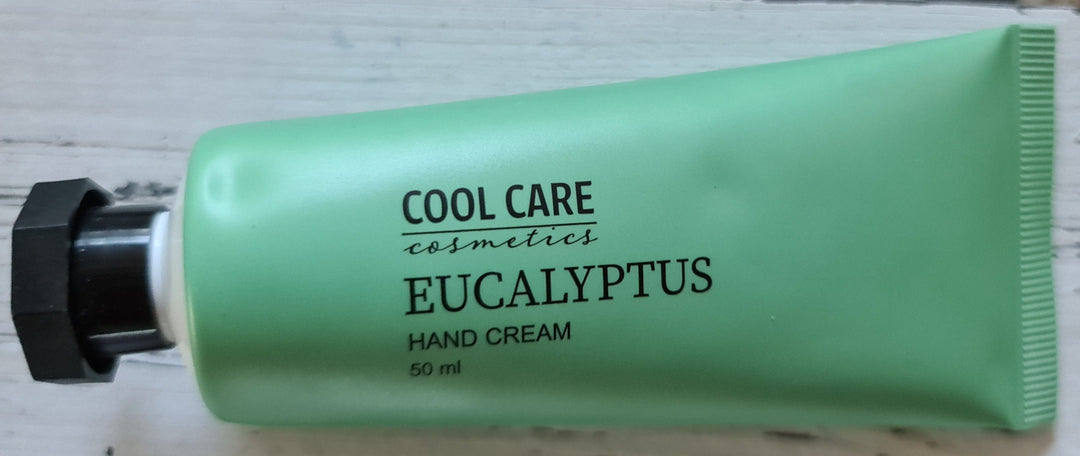 COOL CARE
cosmetics
EUCALYPTUS
HAND CREAM
50 ml